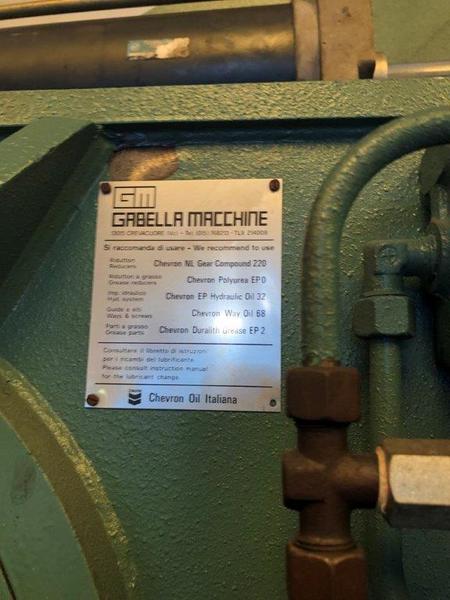 GM
GABELLA MACCHINE
13015 CREVACUORE (Vc) - Tel. (015) 768213 - TLX 214008
Si raccomanda di usare - We recommend to use
Riduttori
Reducers
Chevron NL Gear Compound 220
Riduttori a grasso
Grease reducers
Chevron Polyurea EP0
Imp. idraulico
Hyd. system
Chevron EP Hydraulic Oil 32
Guide e viti
Ways & screws
Chevron Way Oil 68
Parti a grasso
Grease parts
Chevron Duralith Grease EP 2
Consultare il libretto di istruzioni
per i ricambi del lubrificante.
Please consult instruction manual
for the lubricant change.
Chevron Oil Italiana